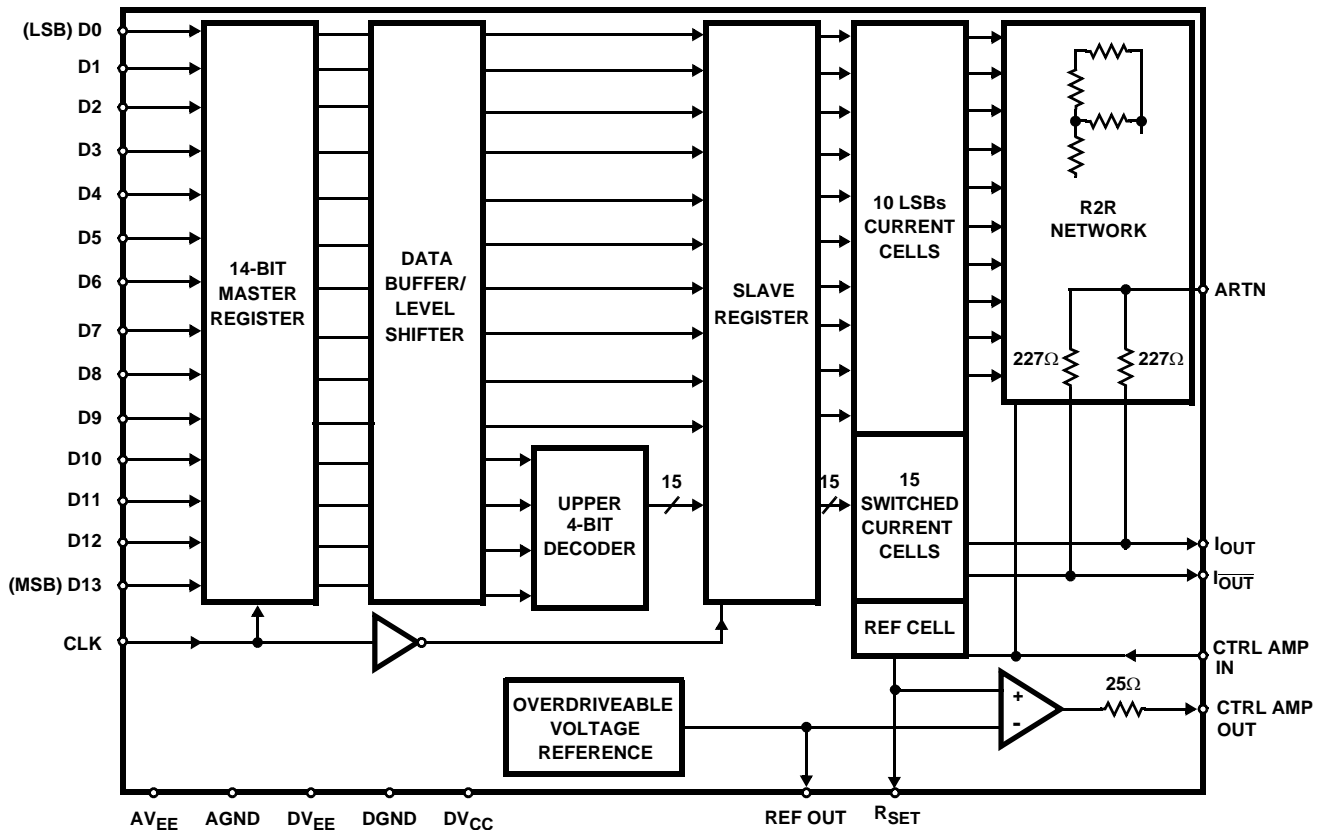 (LSB) D0
D1
D2
D3
D4
D5
D6
D7
D8
D9
D10
D11
D12
(MSB) D13
CLK
14-BIT
MASTER
REGISTER
DATA
BUFFER/
LEVEL
SHIFTER
UPPER
4-BIT
DECODER
15
SLAVE
REGISTER
15
10 LSBs
CURRENT
CELLS
15
SWITCHED
CURRENT
CELLS
REF CELL
R2R
NETWORK
227Ω
227Ω
ARTN
IOUT
I̅O̅U̅T̅
CTRL AMP
IN
25Ω
CTRL AMP
OUT
+
-
OVERDRIVEABLE
VOLTAGE
REFERENCE
AVEE
AGND
DVEE
DGND
DVCC
REF OUT
RSET